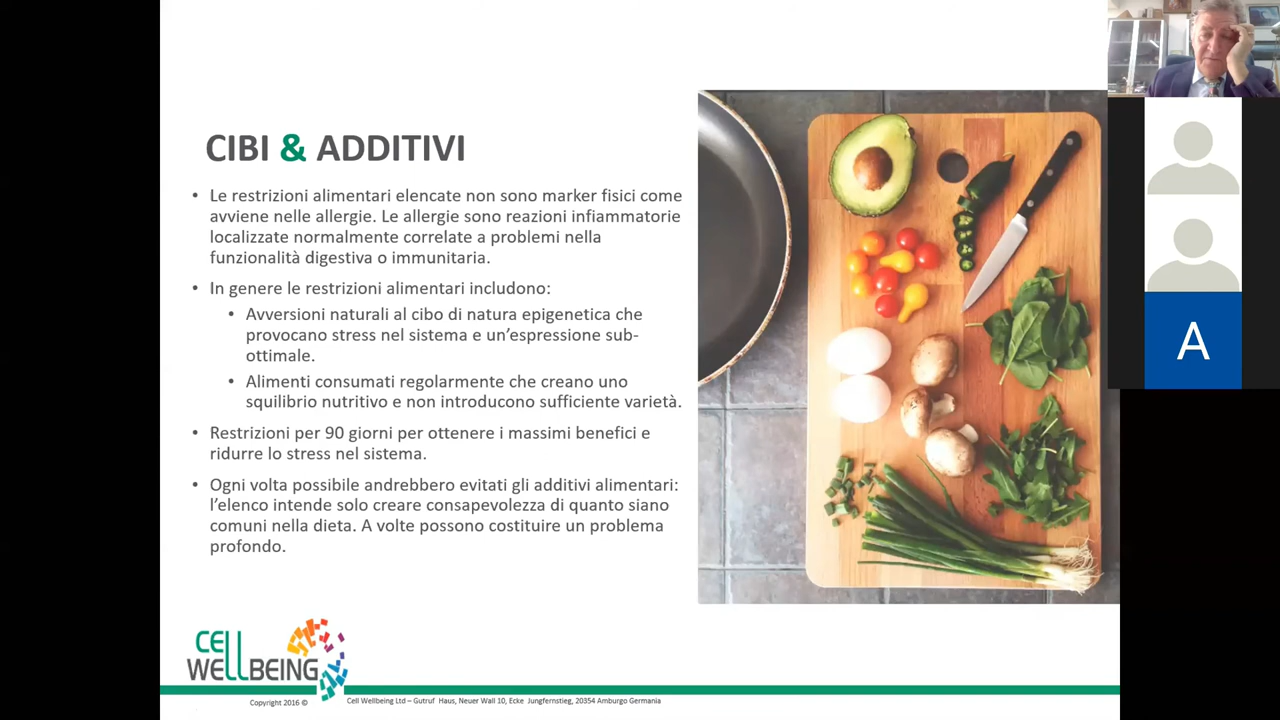 CIBI & ADDITIVI
• Le restrizioni alimentari elencate non sono marker fisici come
avviene nelle allergie. Le allergie sono reazioni infiammatorie
localizzate normalmente correlate a problemi nella
funzionalità digestiva o immunitaria.
• In genere le restrizioni alimentari includono:
• Avversioni naturali al cibo di natura epigenetica che
provocano stress nel sistema e un'espressione sub-
ottimale.
• Alimenti consumati regolarmente che creano uno
squilibrio nutritivo e non introducono sufficiente varietà.
• Restrizioni per 90 giorni per ottenere i massimi benefici e
ridurre lo stress nel sistema.
• Ogni volta possibile andrebbero evitati gli additivi alimentari:
l'elenco intende solo creare consapevolezza di quanto siano
comuni nella dieta. A volte possono costituire un problema
profondo.
A
CELL
WELLBEING
Copyright 2016 ©
Cell Wellbeing Ltd – Gutruf Haus, Neuer Wall 10, Ecke Jungfernstieg, 20354 Amburgo Germania